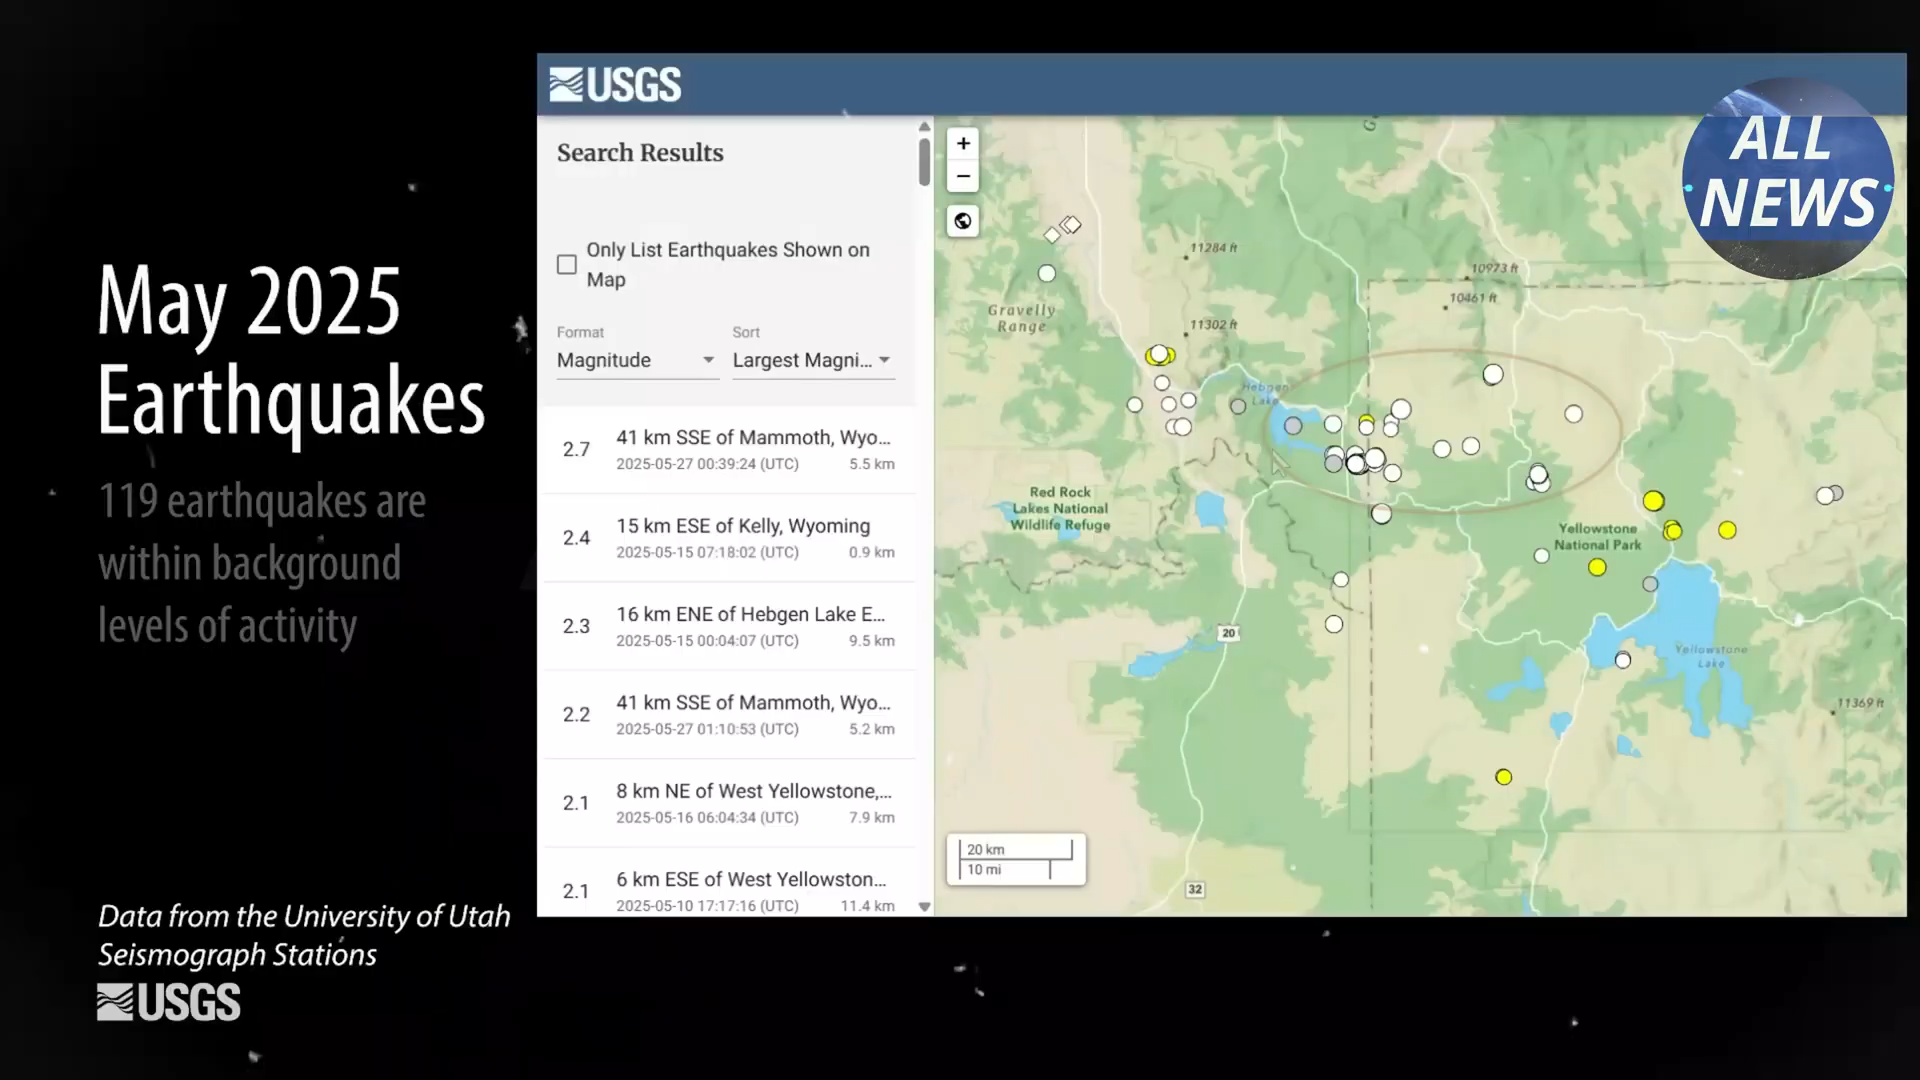 May 2025
Earthquakes
119 earthquakes are
within background
levels of activity
Data from the University of Utah
Seismograph Stations
USGS
USGS
Search Results
Only List Earthquakes Shown on
Map
Format
Sort
Magnitude
Largest Magni...
2.7
41 km SSE of Mammoth, Wyo...
2025-05-27 00:39:24 (UTC)
5.5 km
2.4
15 km ESE of Kelly, Wyoming
2025-05-15 07:18:02 (UTC)
0.9 km
2.3
16 km ENE of Hebgen Lake E...
2025-05-15 00:04:07 (UTC)
9.5 km
2.2
41 km SSE of Mammoth, Wyo...
2025-05-27 01:10:53 (UTC)
5.2 km
2.1
8 km NE of West Yellowstone,...
2025-05-16 06:04:34 (UTC)
7.9 km
2.1
6 km ESE of West Yellowston...
2025-05-10 17:17:16 (UTC)
11.4 km
+
−
11284 ft
10973 ft
10461 ft
Gravelly
Range
11302 ft
Hebgen
Lake
Red Rock
Lakes National
Wildlife Refuge
Yellowstone
National Park
20
Yellowstone
Lake
11369 ft
20 km
10 mi
32
ALL
NEWS